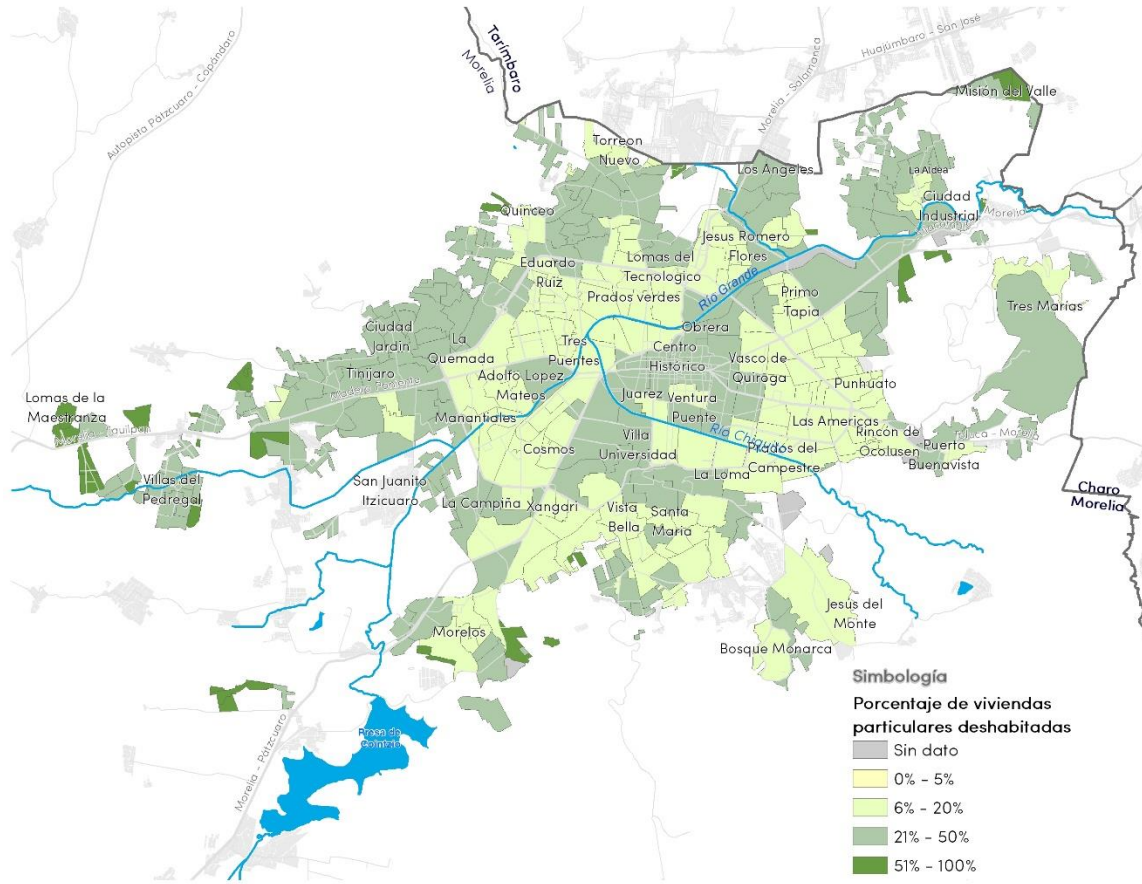 Tarímbaro
Morelia
Huajúmbaro - San José
Autopista Pátzcuaro - Copándaro
Morelia - Salamanca
Misión del Valle
Torreon
Nuevo
Los Angeles
La Aldea
Ciudad
Industrial
Quinceo
Jesus Romero
Flores
Eduardo
Ruiz
Lomas del
Tecnologico
Río Grande
Prados verdes
Primo
Tapia
Tres Marías
Ciudad
Jardin
La
Quemada
Tres
Puentes
Obrera
Centro
Historico
Vasco de
Quiroga
Tinijaro
Adolfo Lopez
Mateos
Punhuato
Lomas de la
Maestranza
Juarez
Ventura
Puente
Manantiales
Las Americas
Río Chiquito
Rincón de
Ocolusen
Puerto
Buenavista
Cosmos
Villa
Universidad
Prados del
Campestre
La Loma
Villas del
Pedregal
San Juanito
Itzicuaro
La Campiña
Xangari
Vista
Bella
Santa
Maria
Charo
Morelia
Jesus del
Monte
Morelos
Bosque Monarca
Presa de
Cointzio
Morelia - Pátzcuaro
Simbología
Porcentaje de viviendas
particulares deshabitadas
Sin dato
0% - 5%
6% - 20%
21% - 50%
51% - 100%